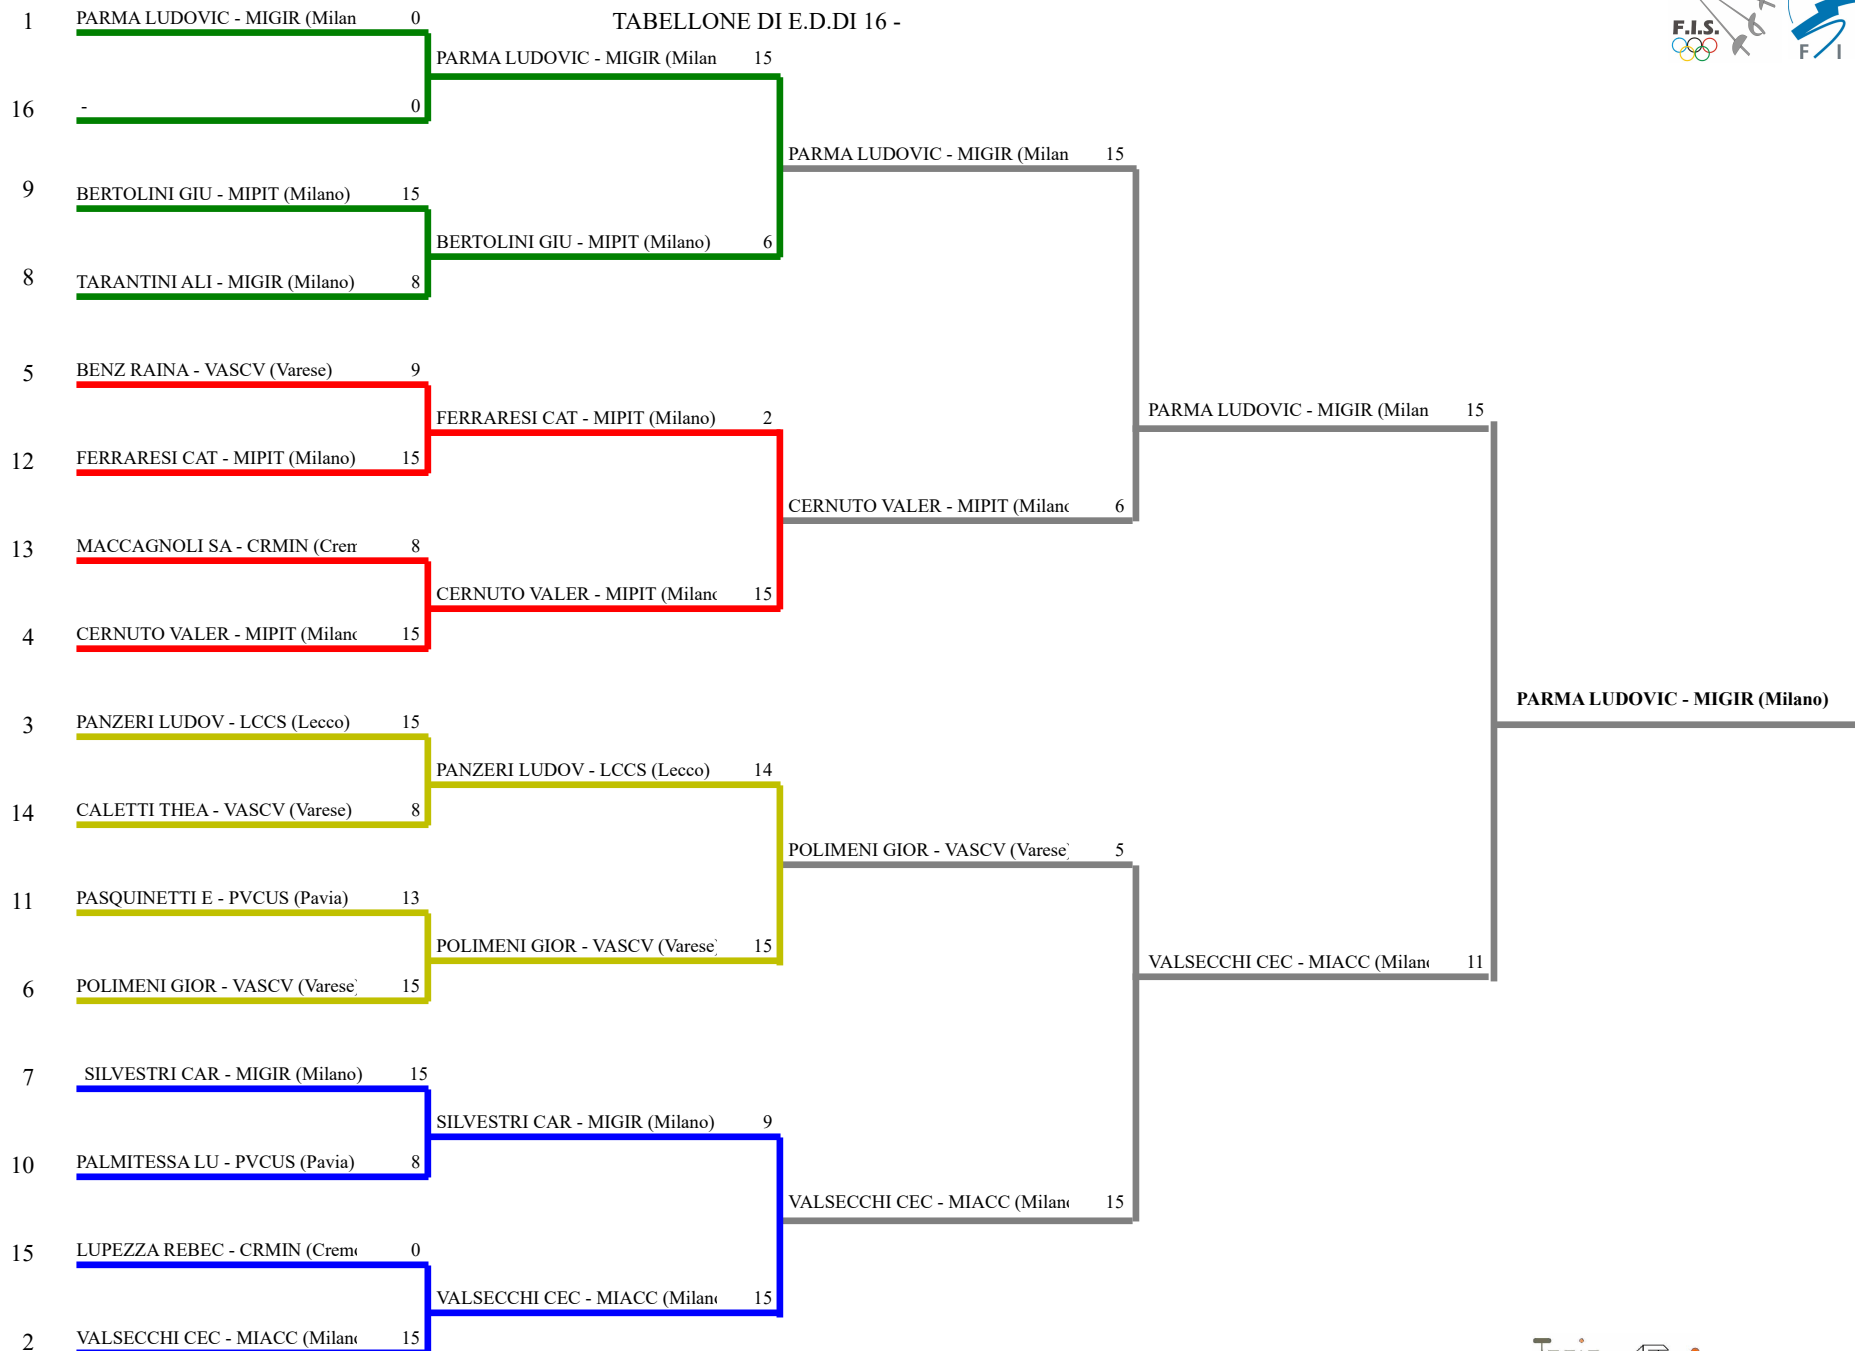 TABELLONE DI E.D.DI 16 -
F.I.S.
F I
1 PARMA LUDOVIC - MIGIR (Milan 0
PARMA LUDOVIC - MIGIR (Milan 15
16 - 0
PARMA LUDOVIC - MIGIR (Milan 15
9 BERTOLINI GIU - MIPIT (Milano) 15
BERTOLINI GIU - MIPIT (Milano) 6
8 TARANTINI ALI - MIGIR (Milano) 8
5 BENZ RAINA - VASCV (Varese) 9
PARMA LUDOVIC - MIGIR (Milan 15
FERRARESI CAT - MIPIT (Milano) 2
12 FERRARESI CAT - MIPIT (Milano) 15
CERNUTO VALER - MIPIT (Milano 6
13 MACCAGNOLI SA - CRMIN (Crem 8
CERNUTO VALER - MIPIT (Milano 15
4 CERNUTO VALER - MIPIT (Milano 15
PARMA LUDOVIC - MIGIR (Milano)
3 PANZERI LUDOV - LCCS (Lecco) 15
PANZERI LUDOV - LCCS (Lecco) 14
14 CALETTI THEA - VASCV (Varese) 8
POLIMENI GIOR - VASCV (Varese) 5
11 PASQUINETTI E - PVCUS (Pavia) 13
POLIMENI GIOR - VASCV (Varese) 15
VALSECCHI CEC - MIACC (Milano 11
6 POLIMENI GIOR - VASCV (Varese) 15
7 SILVESTRI CAR - MIGIR (Milano) 15
SILVESTRI CAR - MIGIR (Milano) 9
10 PALMITESSA LU - PVCUS (Pavia) 8
VALSECCHI CEC - MIACC (Milano 15
15 LUPEZZA REBEC - CRMIN (Cremo 0
VALSECCHI CEC - MIACC (Milano 15
2 VALSECCHI CEC - MIACC (Milano 15